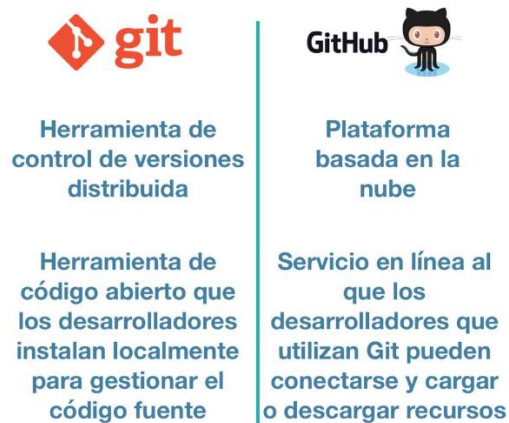 git
Herramienta de
control de versiones
distribuida
Herramienta de
código abierto que
los desarrolladores
instalan localmente
para gestionar el
código fuente
GitHub
Plataforma
basada en la
nube
Servicio en línea al
que los
desarrolladores que
utilizan Git pueden
conectarse y cargar
o descargar recursos